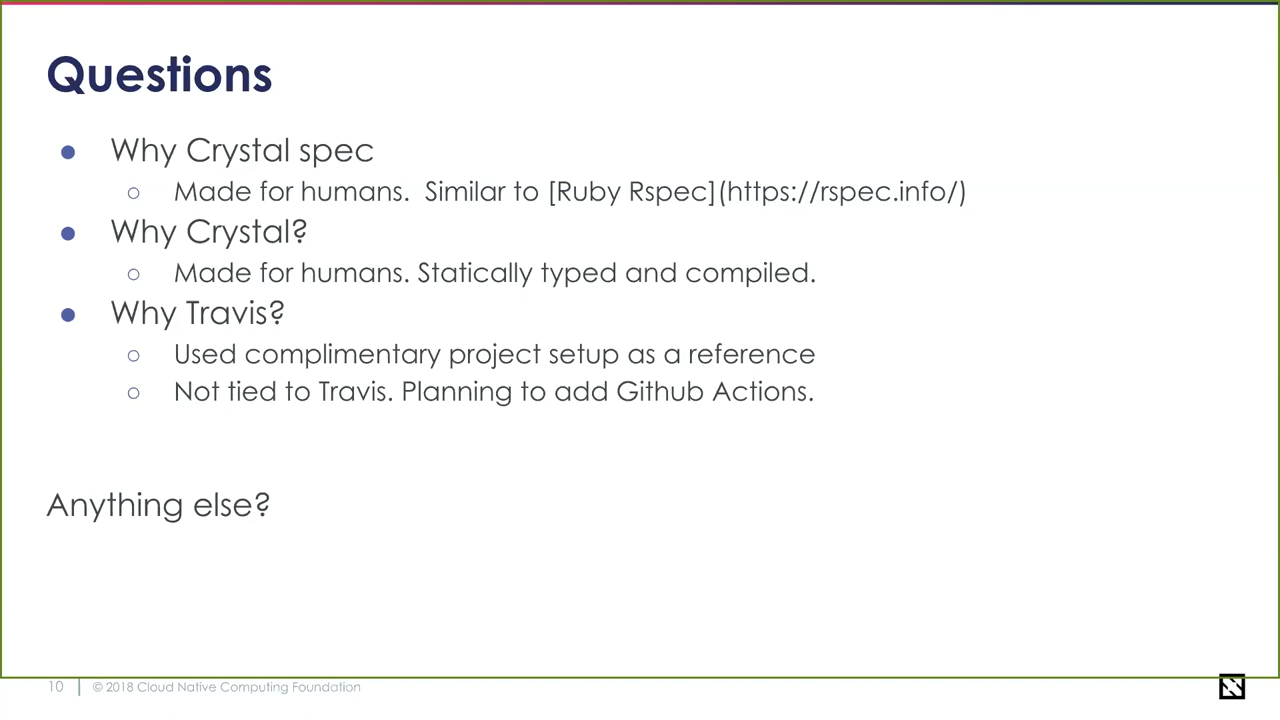 Questions
● Why Crystal spec
○ Made for humans.  Similar to [Ruby Rspec](https://rspec.info/)
● Why Crystal?
○ Made for humans. Statically typed and compiled.
● Why Travis?
○ Used complimentary project setup as a reference
○ Not tied to Travis. Planning to add Github Actions.
Anything else?
10 © 2018 Cloud Native Computing Foundation